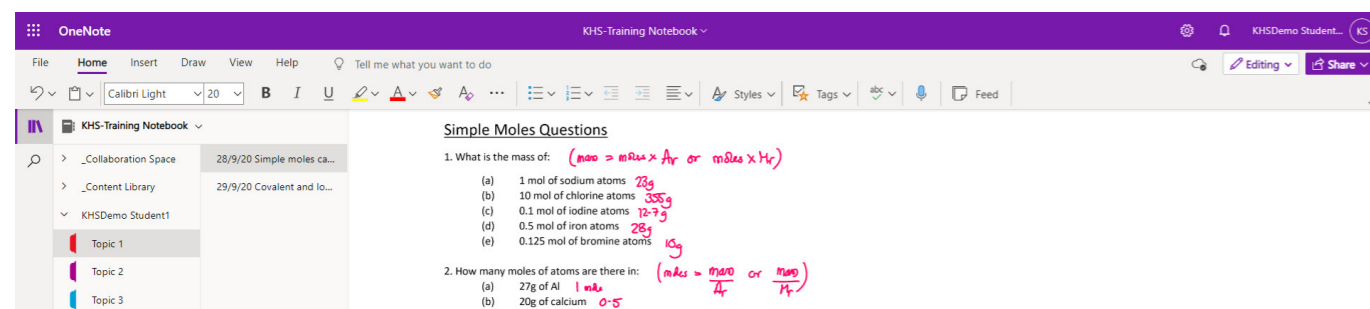 OneNote
KHS-Training Notebook
KHSDemo Student...
KS
File Home Insert Draw View Help Tell me what you want to do
Editing
Share
Calibri Light 20 B I U A A ... Styles Tags abc Feed
KHS-Training Notebook
_Collaboration Space
_Content Library
KHSDemo Student1
Topic 1
Topic 2
Topic 3
28/9/20 Simple moles ca...
29/9/20 Covalent and Io...
Simple Moles Questions
1. What is the mass of: (mass = moles x Ar or moles x Mr)
(a) 1 mol of sodium atoms 23g
(b) 10 mol of chlorine atoms 355g
(c) 0.1 mol of iodine atoms 12.7g
(d) 0.5 mol of iron atoms 28g
(e) 0.125 mol of bromine atoms 10g
2. How many moles of atoms are there in: (moles = mass/Ar or mass/Mr)
(a) 27g of Al 1 mole
(b) 20g of calcium 0.5